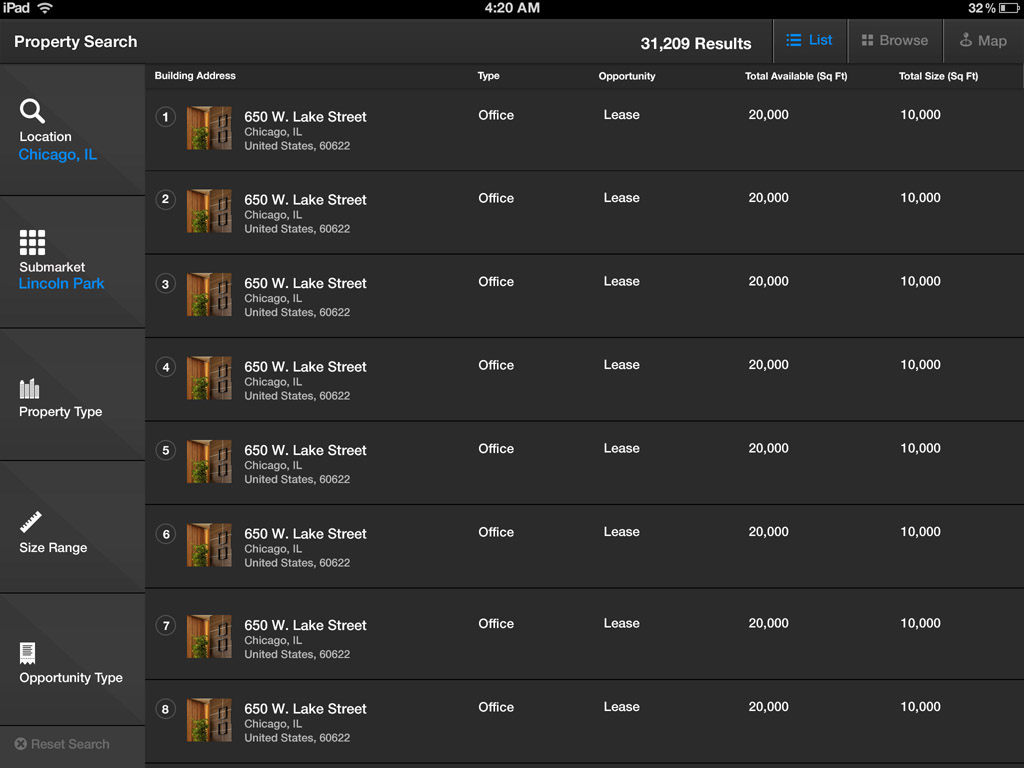 iPad 4:20 AM 32%
Property Search 31,209 Results List Browse Map
Building Address Type Opportunity Total Available (Sq Ft) Total Size (Sq Ft)
Location
Chicago, IL
Submarket
Lincoln Park
Property Type
Size Range
Opportunity Type
Reset Search
1 650 W. Lake Street Office Lease 20,000 10,000
Chicago, IL
United States, 60622
2 650 W. Lake Street Office Lease 20,000 10,000
Chicago, IL
United States, 60622
3 650 W. Lake Street Office Lease 20,000 10,000
Chicago, IL
United States, 60622
4 650 W. Lake Street Office Lease 20,000 10,000
Chicago, IL
United States, 60622
5 650 W. Lake Street Office Lease 20,000 10,000
Chicago, IL
United States, 60622
6 650 W. Lake Street Office Lease 20,000 10,000
Chicago, IL
United States, 60622
7 650 W. Lake Street Office Lease 20,000 10,000
Chicago, IL
United States, 60622
8 650 W. Lake Street Office Lease 20,000 10,000
Chicago, IL
United States, 60622